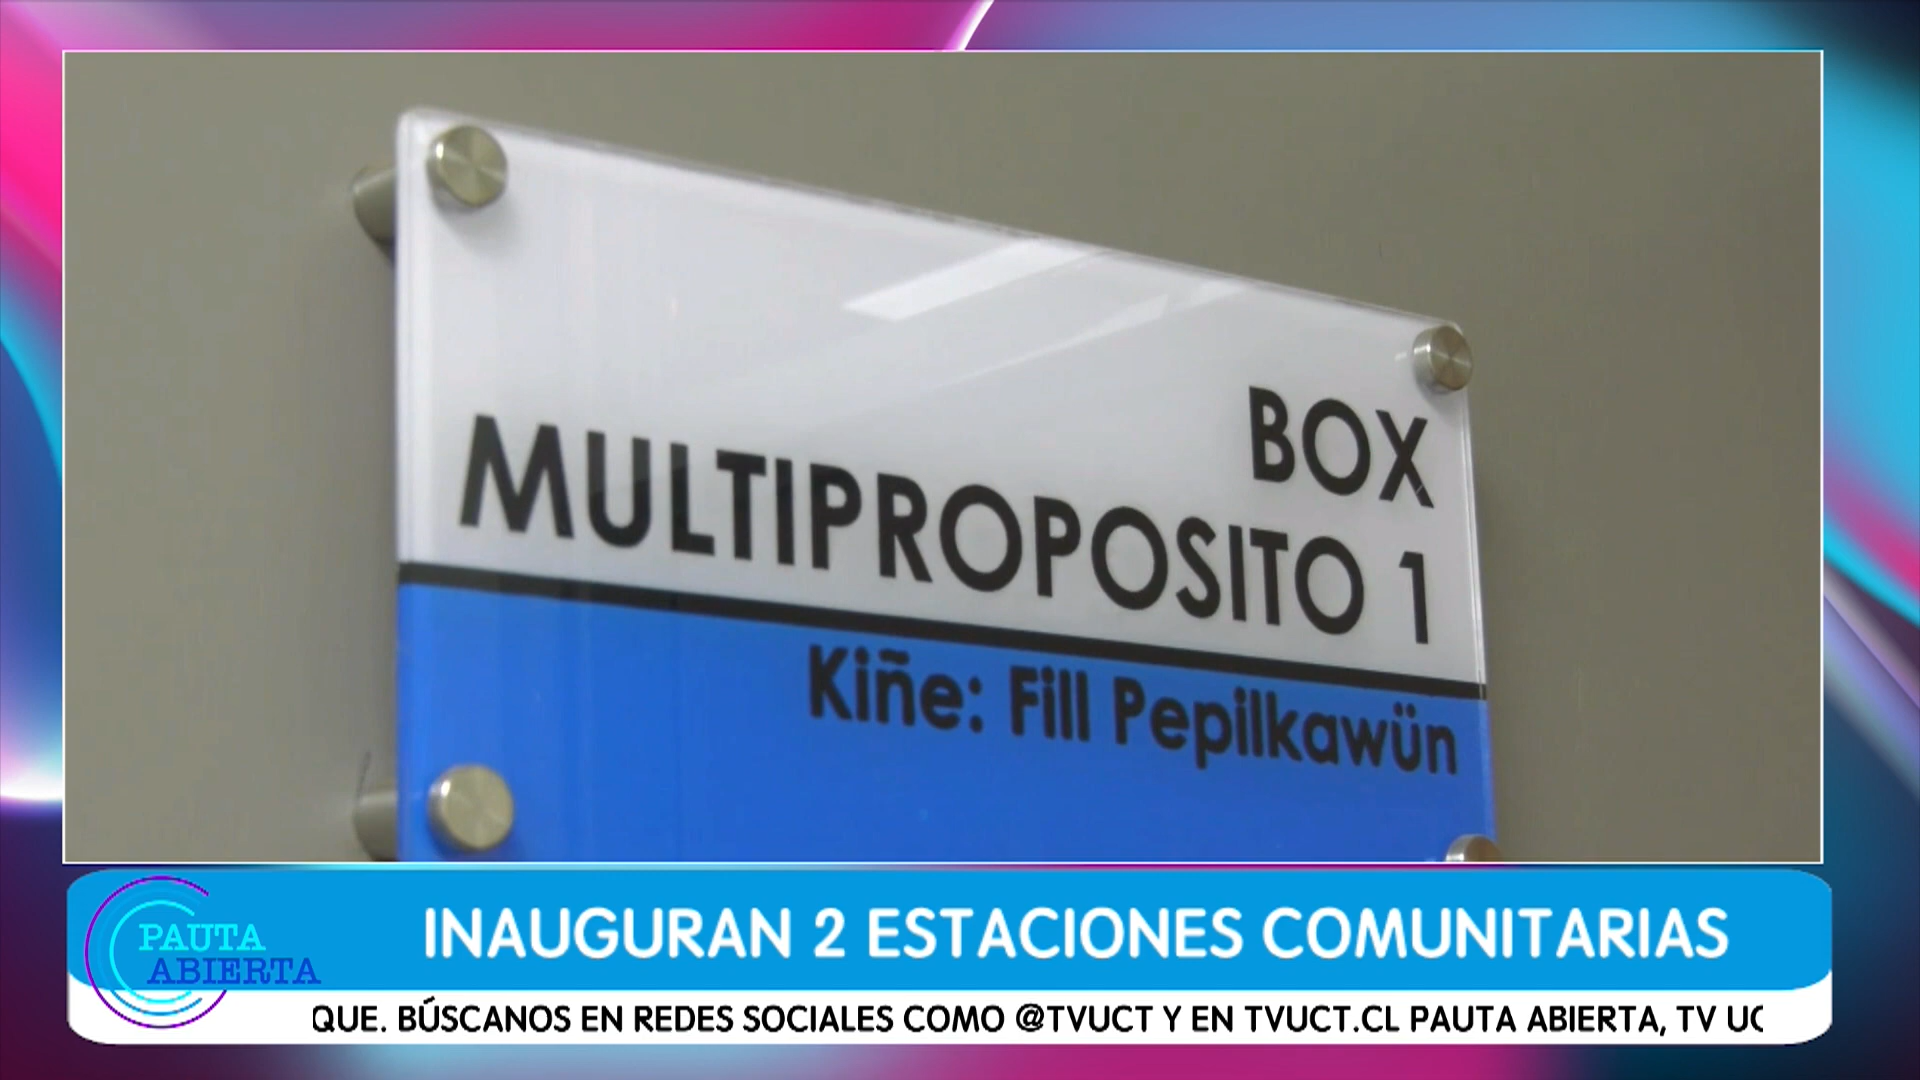 BOX
MULTIPROPOSITO 1
Kiñe: Fill Pepilkawün
PAUTA
ABIERTA
INAUGURAN 2 ESTACIONES COMUNITARIAS
QUE. BÚSCANOS EN REDES SOCIALES COMO @TVUCT Y EN TVUCT.CL PAUTA ABIERTA, TV UC